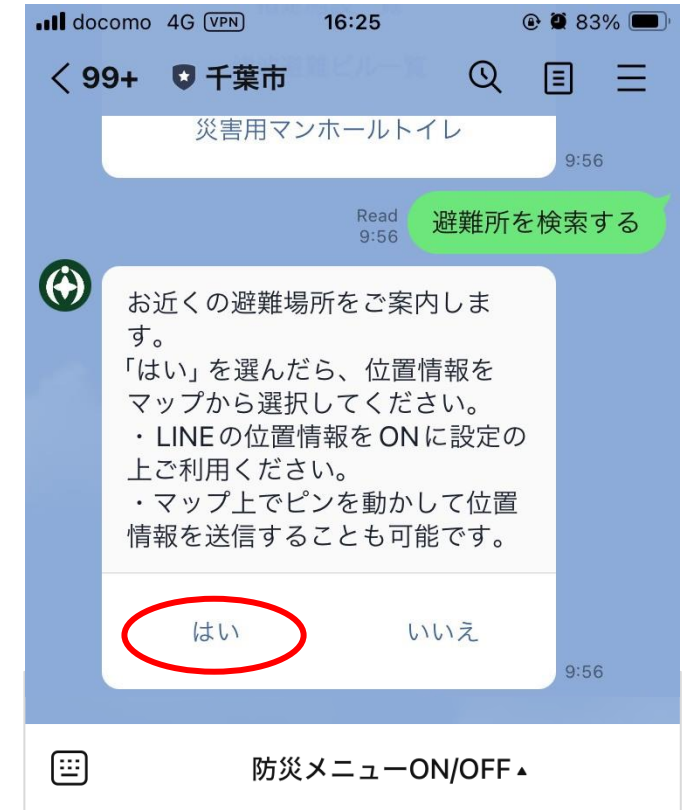 docomo 4G VPN 16:25 83%
99+ 千葉市
災害用マンホールトイレ
9:56
Read
9:56
避難所を検索する
お近くの避難場所をご案内しま
す。
「はい」を選んだら、位置情報を
マップから選択してください。
・LINEの位置情報をONに設定の
上ご利用ください。
・マップ上でピンを動かして位置
情報を送信することも可能です。
はい いいえ
9:56
防災メニューON/OFF▲